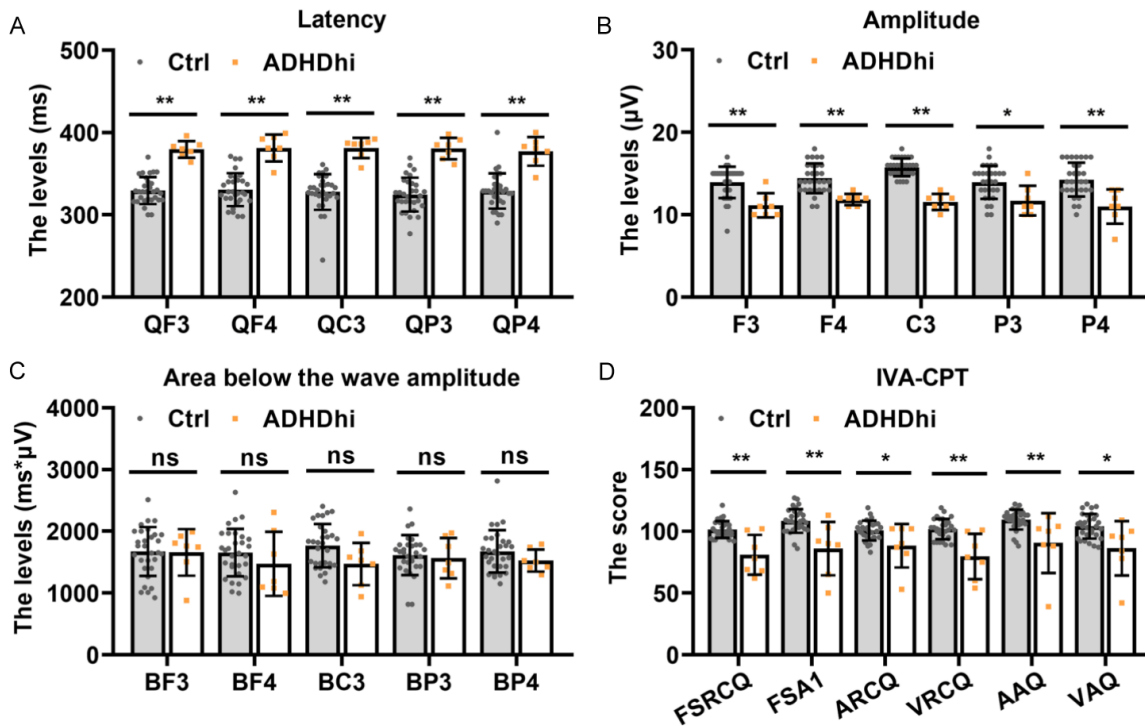 A
Latency
500
Ctrl ADHDhi
The levels (ms)
** ** ** ** **
400
300
200
QF3 QF4 QC3 QP3 QP4
B
Amplitude
30
Ctrl ADHDhi
The levels (μV)
** ** ** * **
20
10
0
F3 F4 C3 P3 P4
C
Area below the wave amplitude
4000
Ctrl ADHDhi
The levels (ms*μV)
ns ns ns ns ns
3000
2000
1000
0
BF3 BF4 BC3 BP3 BP4
D
IVA-CPT
200
Ctrl ADHDhi
The score
150
** ** * ** ** *
100
50
0
FSRCQ FSA1 ARCQ VRCQ AAQ VAQ